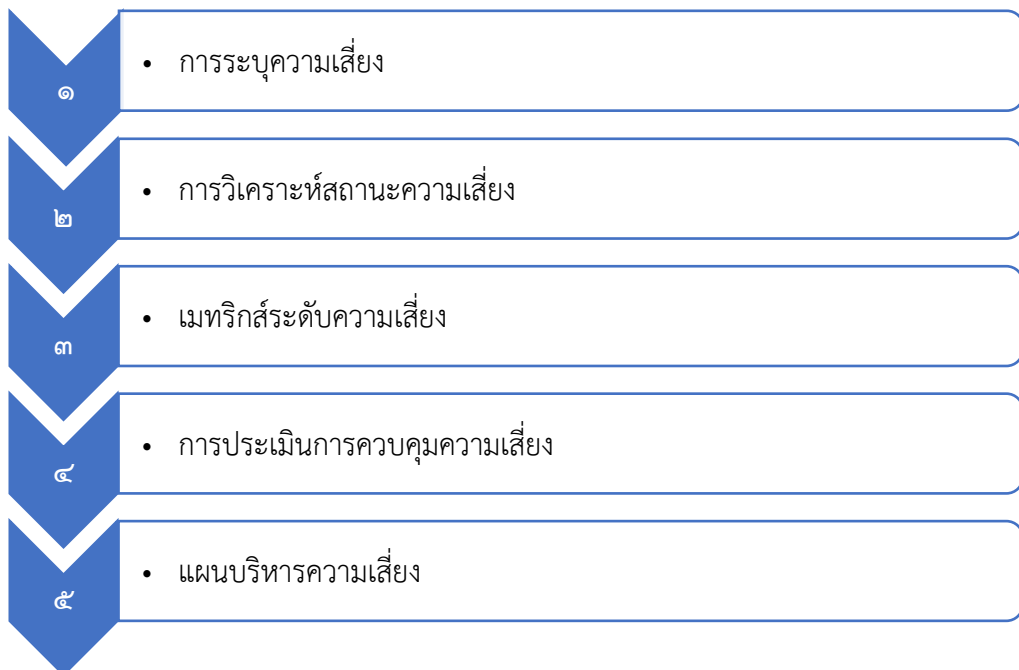 ๑
• การระบุความเสี่ยง
๒
• การวิเคราะห์สถานะความเสี่ยง
๓
• เมทริกส์ระดับความเสี่ยง
๔
• การประเมินการควบคุมความเสี่ยง
๕
• แผนบริหารความเสี่ยง